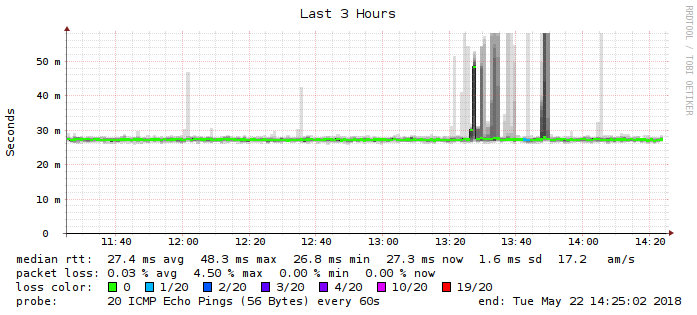 Last 3 Hours
RRDTOOL / TOBI OETIKER
Seconds
50 m
40 m
30 m
20 m
10 m
0
11:40 12:00 12:20 12:40 13:00 13:20 13:40 14:00 14:20
median rtt: 27.4 ms avg 48.3 ms max 26.8 ms min 27.3 ms now 1.6 ms sd 17.2 am/s
packet loss: 0.03 % avg 4.50 % max 0.00 % min 0.00 % now
loss color: 0 1/20 2/20 3/20 4/20 10/20 19/20
probe: 20 ICMP Echo Pings (56 Bytes) every 60s end: Tue May 22 14:25:02 2018